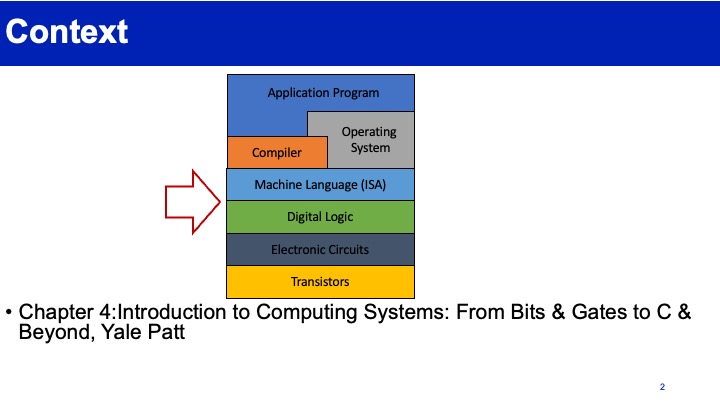 Context
Application Program
Operating
System
Compiler
Machine Language (ISA)
Digital Logic
Electronic Circuits
Transistors
• Chapter 4:Introduction to Computing Systems: From Bits & Gates to C &
Beyond, Yale Patt
2